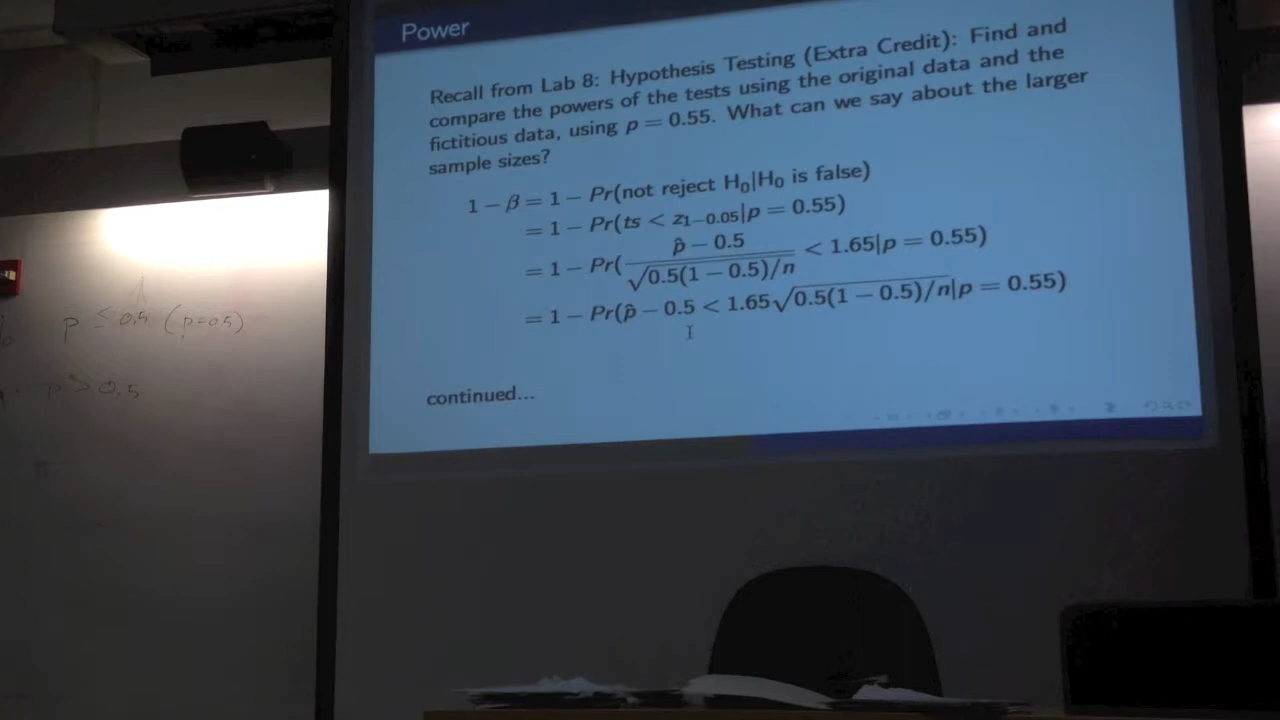 Power
Recall from Lab 8: Hypothesis Testing (Extra Credit): Find and
compare the powers of the tests using the original data and the
fictitious data, using p = 0.55. What can we say about the larger
sample sizes?
1 − β = 1 − Pr(not reject H₀|H₀ is false)
= 1 − Pr(ts < z₁₋₀.₀₅|p = 0.55)
= 1 − Pr( p̂ − 0.5 / √0.5(1 − 0.5)/n < 1.65|p = 0.55)
= 1 − Pr(p̂ − 0.5 < 1.65√0.5(1 − 0.5)/n|p = 0.55)
continued...
p ≤ 0.5 (p=0.5)
p > 0.5